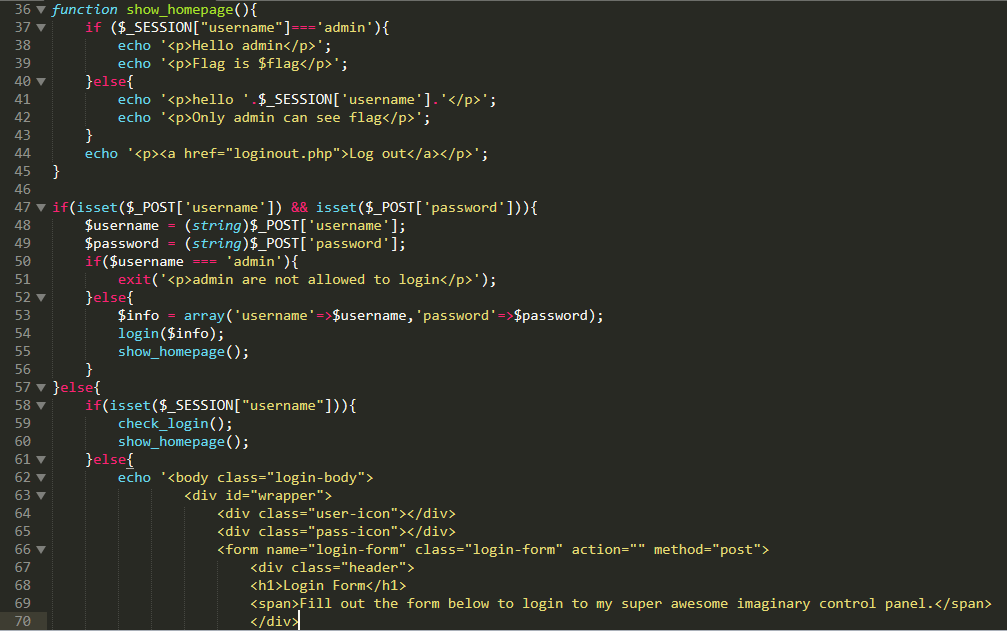 36 function show_homepage(){
37     if ($_SESSION["username"]==='admin'){
38         echo '<p>Hello admin</p>';
39         echo '<p>Flag is $flag</p>';
40     }else{
41         echo '<p>hello '.$_SESSION['username'].'</p>';
42         echo '<p>Only admin can see flag</p>';
43     }
44     echo '<p><a href="loginout.php">Log out</a></p>';
45 }
46
47 if(isset($_POST['username']) && isset($_POST['password'])){
48     $username = (string)$_POST['username'];
49     $password = (string)$_POST['password'];
50     if($username === 'admin'){
51         exit('<p>admin are not allowed to login</p>');
52     }else{
53         $info = array('username'=>$username,'password'=>$password);
54         login($info);
55         show_homepage();
56     }
57 }else{
58     if(isset($_SESSION["username"])){
59         check_login();
60         show_homepage();
61     }else{
62         echo '<body class="login-body">
63                 <div id="wrapper">
64                     <div class="user-icon"></div>
65                     <div class="pass-icon"></div>
66                     <form name="login-form" class="login-form" action="" method="post">
67                         <div class="header">
68                         <h1>Login Form</h1>
69                         <span>Fill out the form below to login to my super awesome imaginary control panel.</span>
70                         </div>